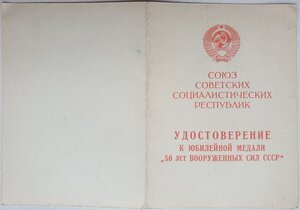 СОЮЗ
СОВЕТСКИХ
СОЦИАЛИСТИЧЕСКИХ
РЕСПУБЛИК
УДОСТОВЕРЕНИЕ
К ЮБИЛЕЙНОЙ МЕДАЛИ
„50 ЛЕТ ВООРУЖЕННЫХ СИЛ СССР“